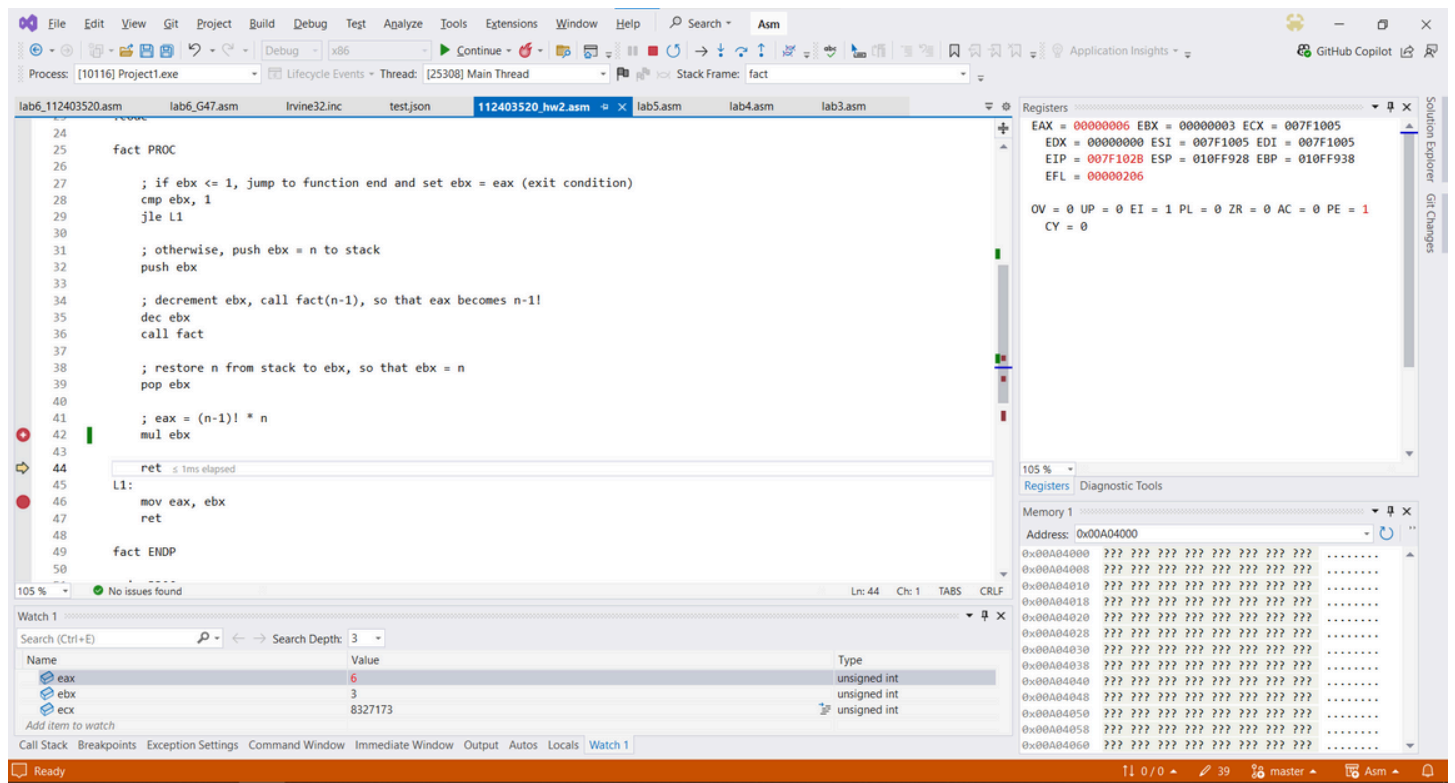 File Edit View Git Project Build Debug Test Analyze Tools Extensions Window Help Search Asm
Debug x86 Continue Application Insights GitHub Copilot
Process: [10116] Project1.exe Lifecycle Events Thread: [25308] Main Thread Stack Frame: fact
lab6_112403520.asm lab6_G47.asm Irvine32.inc test.json 112403520_hw2.asm lab5.asm lab4.asm lab3.asm
24
25 fact PROC
26
27 ; if ebx <= 1, jump to function end and set ebx = eax (exit condition)
28 cmp ebx, 1
29 jle L1
30
31 ; otherwise, push ebx = n to stack
32 push ebx
33
34 ; decrement ebx, call fact(n-1), so that eax becomes n-1!
35 dec ebx
36 call fact
37
38 ; restore n from stack to ebx, so that ebx = n
39 pop ebx
40
41 ; eax = (n-1)! * n
42 mul ebx
43
44 ret ≤ 1ms elapsed
45 L1:
46 mov eax, ebx
47 ret
48
49 fact ENDP
50
105 % No issues found Ln: 44 Ch: 1 TABS CRLF
Registers
EAX = 00000006 EBX = 00000003 ECX = 007F1005
EDX = 00000000 ESI = 007F1005 EDI = 007F1005
EIP = 007F102B ESP = 010FF928 EBP = 010FF938
EFL = 00000206
OV = 0 UP = 0 EI = 1 PL = 0 ZR = 0 AC = 0 PE = 1
CY = 0
105 %
Registers Diagnostic Tools
Solution Explorer
Git Changes
Memory 1
Address: 0x00A04000
0x00A04000 ??? ??? ??? ??? ??? ??? ??? ??? ........
0x00A04008 ??? ??? ??? ??? ??? ??? ??? ??? ........
0x00A04010 ??? ??? ??? ??? ??? ??? ??? ??? ........
0x00A04018 ??? ??? ??? ??? ??? ??? ??? ??? ........
0x00A04020 ??? ??? ??? ??? ??? ??? ??? ??? ........
0x00A04028 ??? ??? ??? ??? ??? ??? ??? ??? ........
0x00A04030 ??? ??? ??? ??? ??? ??? ??? ??? ........
0x00A04038 ??? ??? ??? ??? ??? ??? ??? ??? ........
0x00A04040 ??? ??? ??? ??? ??? ??? ??? ??? ........
0x00A04048 ??? ??? ??? ??? ??? ??? ??? ??? ........
0x00A04050 ??? ??? ??? ??? ??? ??? ??? ??? ........
0x00A04058 ??? ??? ??? ??? ??? ??? ??? ??? ........
0x00A04060 ??? ??? ??? ??? ??? ??? ??? ??? ........
Watch 1
Search (Ctrl+E) Search Depth: 3
Name Value Type
eax 6 unsigned int
ebx 3 unsigned int
ecx 8327173 unsigned int
Add item to watch
Call Stack Breakpoints Exception Settings Command Window Immediate Window Output Autos Locals Watch 1
Ready 0 / 0 39 master Asm